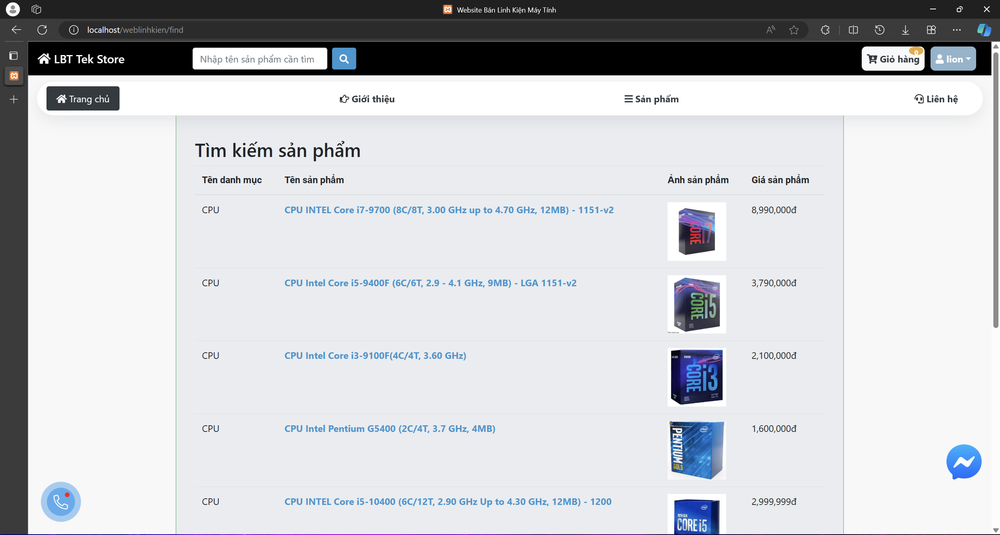 Website Bán Linh Kiện Máy Tính
localhost/weblinhkien/find
LBT Tek Store
Nhập tên sản phẩm cần tìm
0
Giỏ hàng
lion
Trang chủ
Giới thiệu
Sản phẩm
Liên hệ
Tìm kiếm sản phẩm
Tên danh mục Tên sản phẩm Ảnh sản phẩm Giá sản phẩm
CPU CPU INTEL Core i7-9700 (8C/8T, 3.00 GHz up to 4.70 GHz, 12MB) - 1151-v2 8,990,000đ
CORE i7
CPU CPU Intel Core i5-9400F (6C/6T, 2.9 - 4.1 GHz, 9MB) - LGA 1151-v2 3,790,000đ
CORE i5
CPU CPU Intel Core i3-9100F(4C/4T, 3.60 GHz) 2,100,000đ
intel
CORE i3
CPU CPU Intel Pentium G5400 (2C/4T, 3.7 GHz, 4MB) 1,600,000đ
intel
PENTIUM
GOLD
CPU CPU INTEL Core i5-10400 (6C/12T, 2.90 GHz Up to 4.30 GHz, 12MB) - 1200 2,999,999đ
intel
10TH GEN
CORE i5